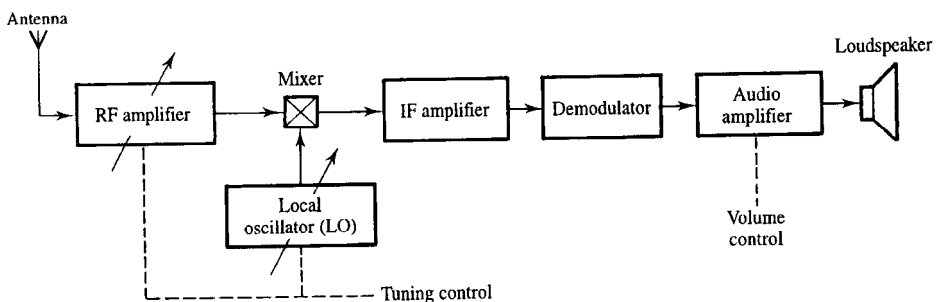 Antenna
Loudspeaker
Mixer
RF amplifier
IF amplifier
Demodulator
Audio
amplifier
Local
oscillator (LO)
Volume
control
Tuning control